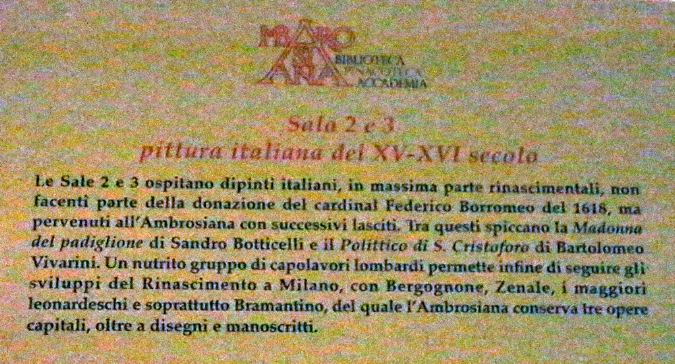 AMBROSIANA
BIBLIOTECA
PINACOTECA
ACCADEMIA
Sala 2 e 3
pittura italiana del XV-XVI secolo
Le Sale 2 e 3 ospitano dipinti italiani, in massima parte rinascimentali, non
facenti parte della donazione del cardinal Federico Borromeo del 1618, ma
pervenuti all'Ambrosiana con successivi lasciti. Tra questi spiccano la Madonna
del padiglione di Sandro Botticelli e il Polittico di S. Cristoforo di Bartolomeo
Vivarini. Un nutrito gruppo di capolavori lombardi permette infine di seguire gli
sviluppi del Rinascimento a Milano, con Bergognone, Zenale, i maggiori
leonardeschi e soprattutto Bramantino, del quale l'Ambrosiana conserva tre opere
capitali, oltre a disegni e manoscritti.